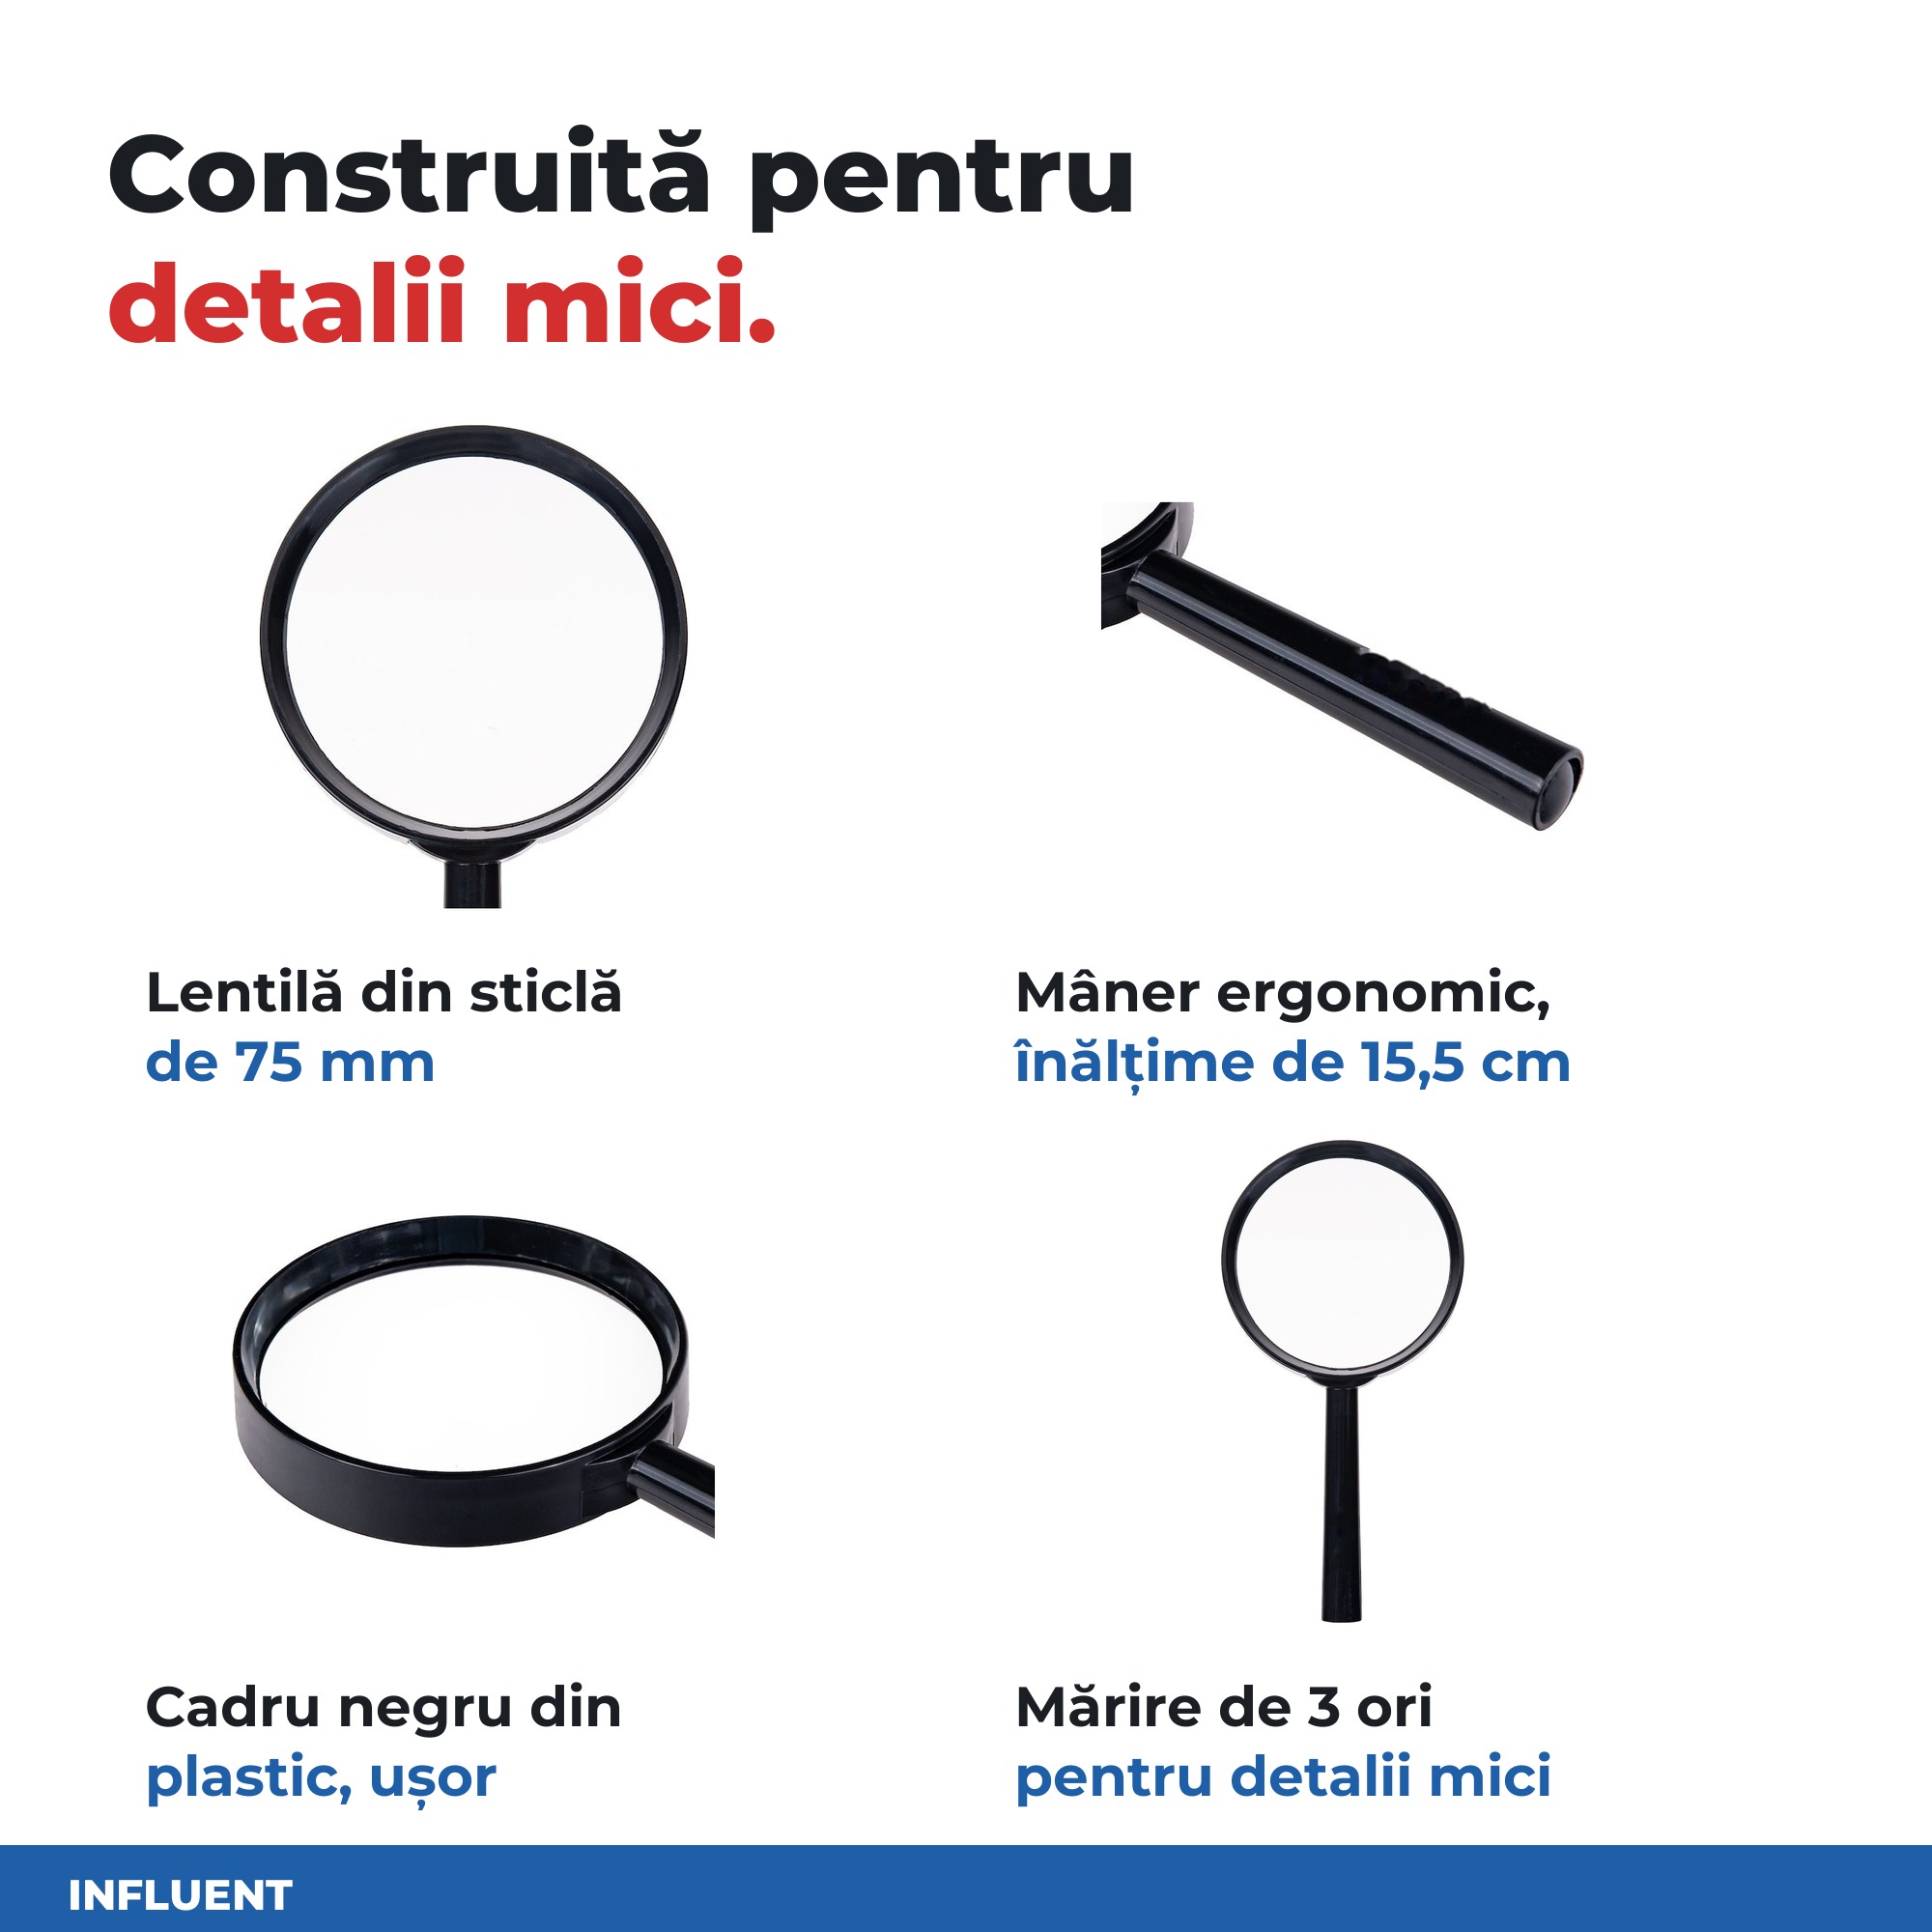 Construită pentru
detalii mici.
Lentilă din sticlă
de 75 mm
Mâner ergonomic,
înălțime de 15,5 cm
Cadru negru din
plastic, ușor
Mărire de 3 ori
pentru detalii mici
INFLUENT